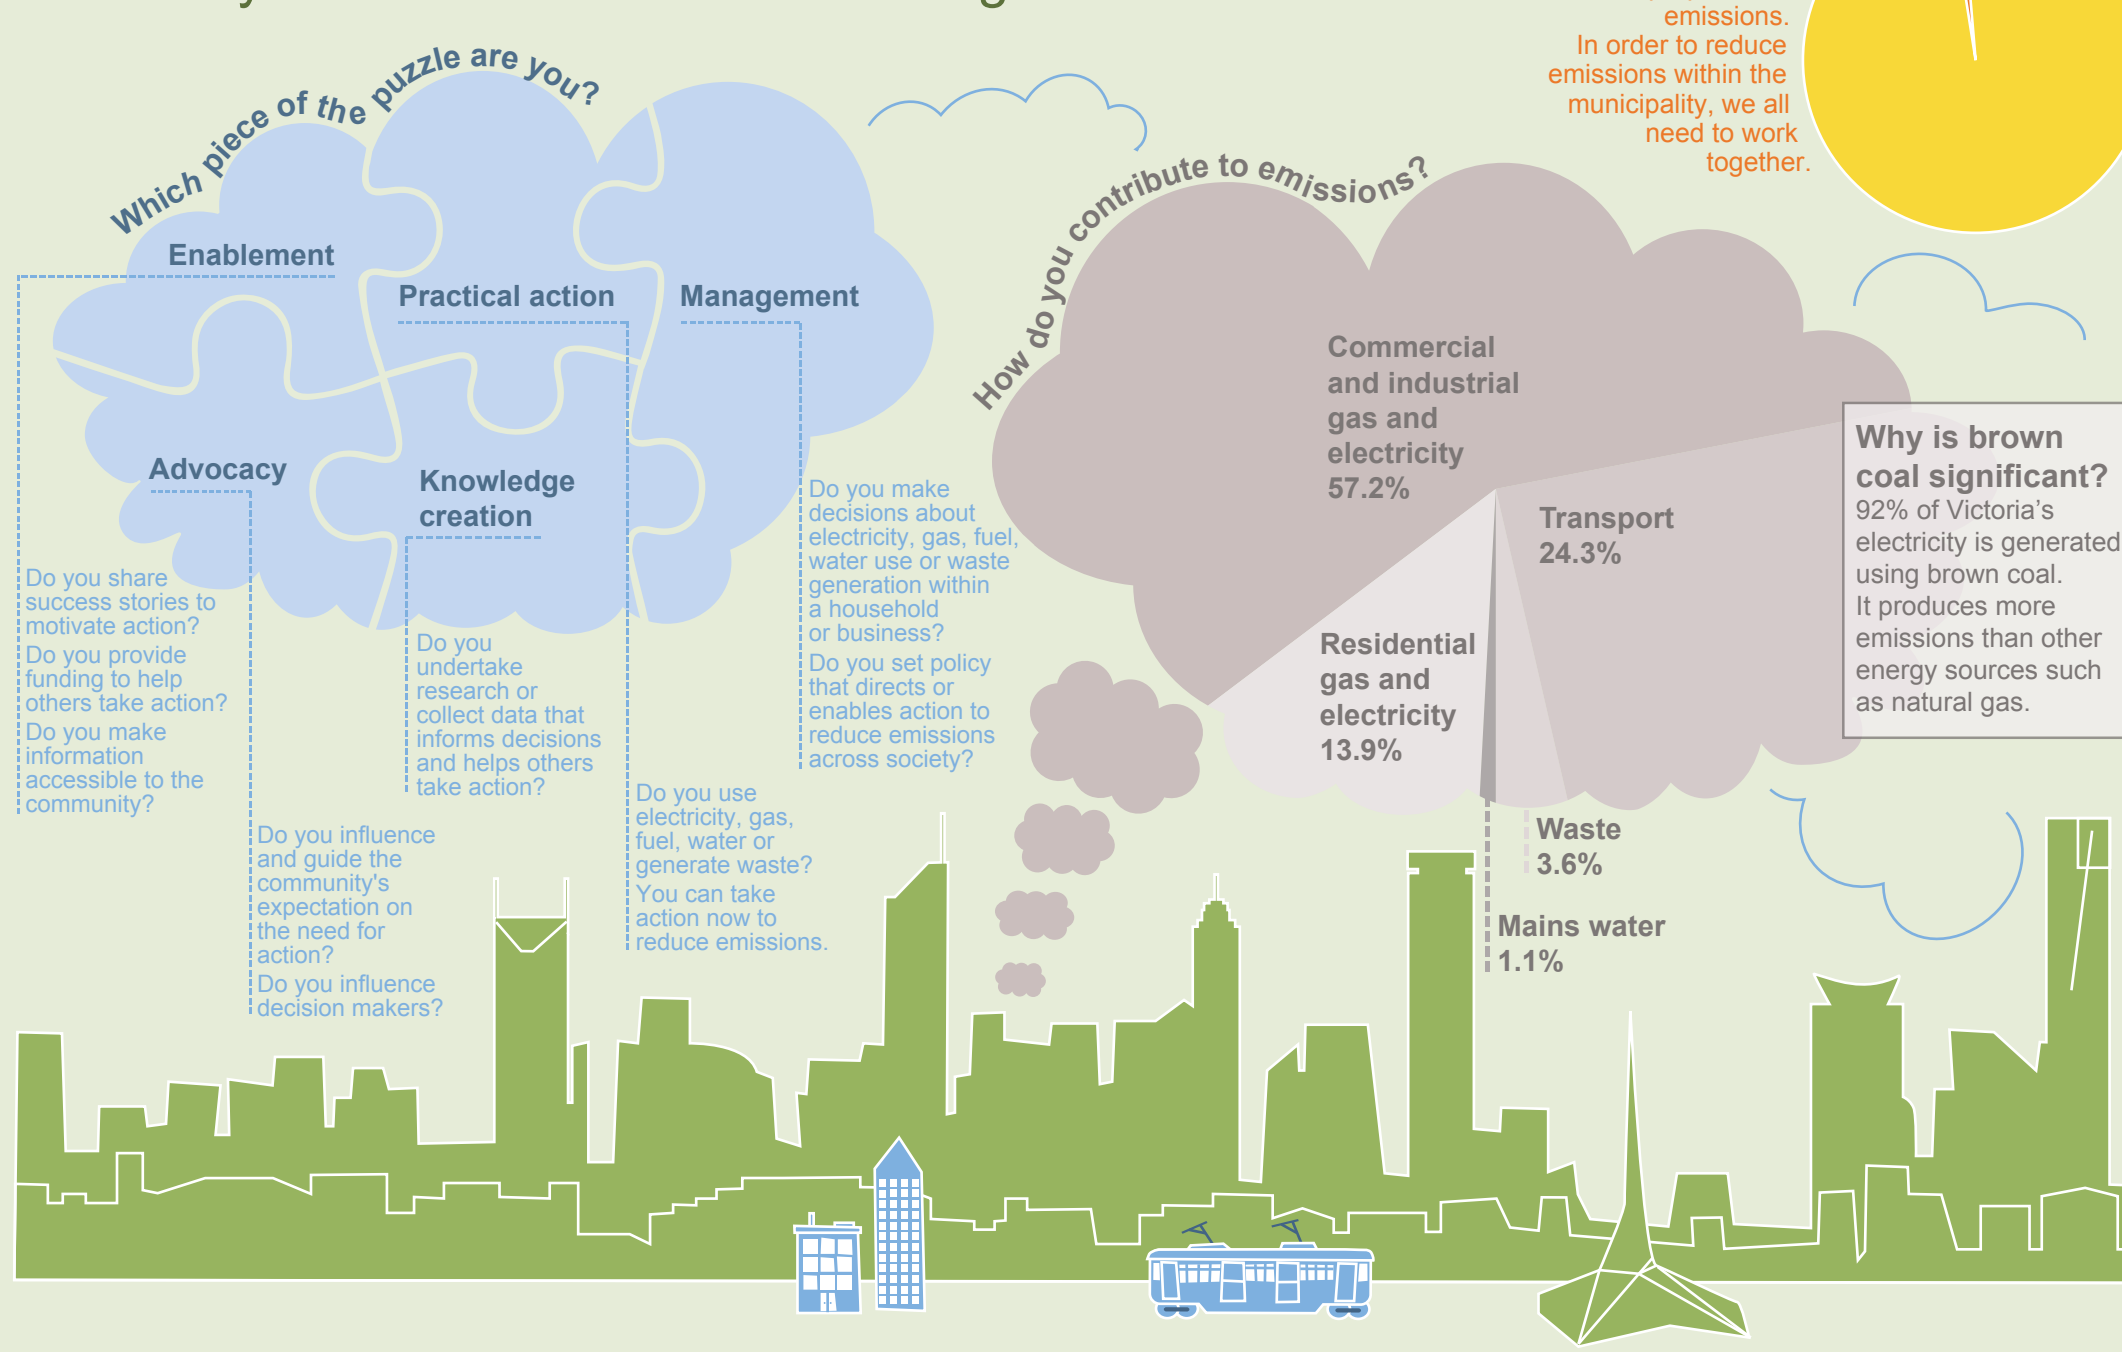 Which piece of the puzzle are you?
Enablement
Practical action
Management
Advocacy
Knowledge
creation
Do you share
success stories to
motivate action?
Do you provide
funding to help
others take action?
Do you make
information
accessible to the
community?
Do you influence
and guide the
community's
expectation on
the need for
action?
Do you influence
decision makers?
Do you
undertake
research or
collect data that
informs decisions
and helps others
take action?
Do you use
electricity, gas,
fuel, water or
generate waste?
You can take
action now to
reduce emissions.
Do you make
decisions about
electricity, gas, fuel,
water use or waste
generation within
a household
or business?
Do you set policy
that directs or
enables action to
reduce emissions
across society?
emissions.
In order to reduce
emissions within the
municipality, we all
need to work
together.
How do you contribute to emissions?
Commercial
and industrial
gas and
electricity
57.2%
Transport
24.3%
Residential
gas and
electricity
13.9%
Waste
3.6%
Mains water
1.1%
Why is brown
coal significant?
92% of Victoria’s
electricity is generated
using brown coal.
It produces more
emissions than other
energy sources such
as natural gas.